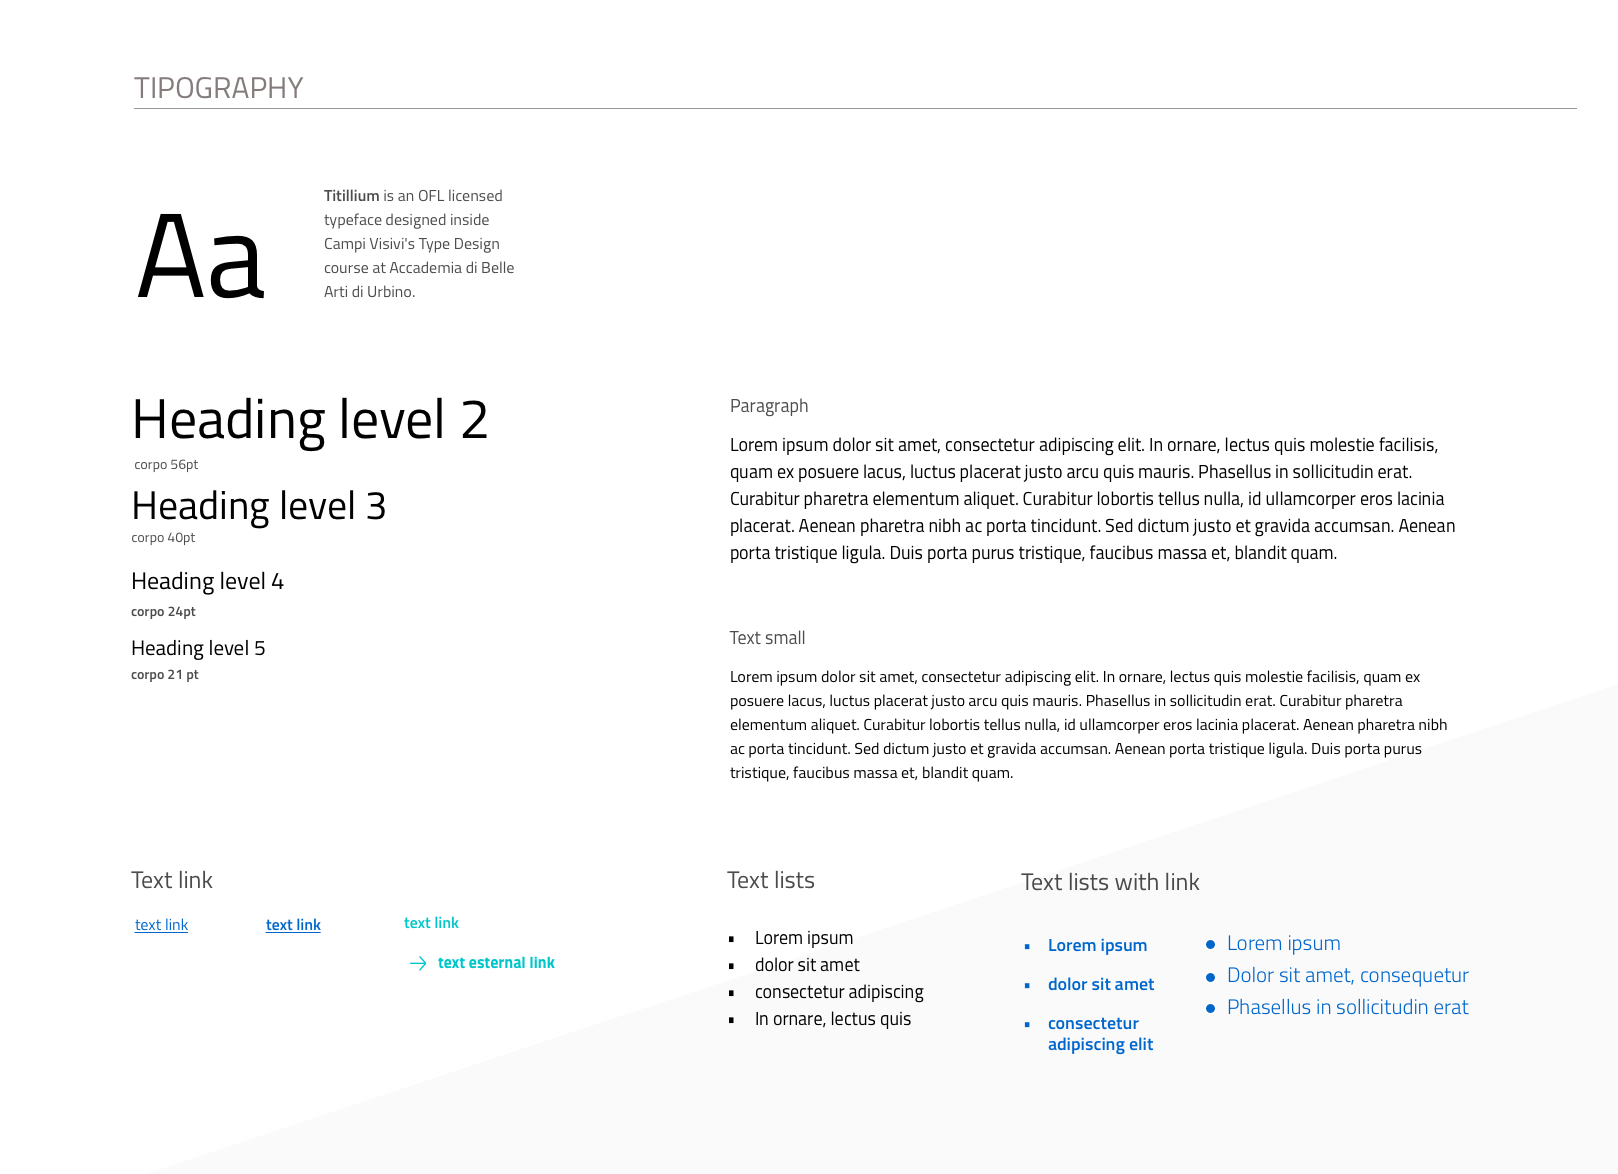 TIPOGRAPHY
Aa
Titillium is an OFL licensed
typeface designed inside
Campi Visivi's Type Design
course at Accademia di Belle
Arti di Urbino.
Heading level 2
corpo 56pt
Heading level 3
corpo 40pt
Heading level 4
corpo 24pt
Heading level 5
corpo 21 pt
Paragraph
Lorem ipsum dolor sit amet, consectetur adipiscing elit. In ornare, lectus quis molestie facilisis,
quam ex posuere lacus, luctus placerat justo arcu quis mauris. Phasellus in sollicitudin erat.
Curabitur pharetra elementum aliquet. Curabitur lobortis tellus nulla, id ullamcorper eros lacinia
placerat. Aenean pharetra nibh ac porta tincidunt. Sed dictum justo et gravida accumsan. Aenean
porta tristique ligula. Duis porta purus tristique, faucibus massa et, blandit quam.
Text small
Lorem ipsum dolor sit amet, consectetur adipiscing elit. In ornare, lectus quis molestie facilisis, quam ex
posuere lacus, luctus placerat justo arcu quis mauris. Phasellus in sollicitudin erat. Curabitur pharetra
elementum aliquet. Curabitur lobortis tellus nulla, id ullamcorper eros lacinia placerat. Aenean pharetra nibh
ac porta tincidunt. Sed dictum justo et gravida accumsan. Aenean porta tristique ligula. Duis porta purus
tristique, faucibus massa et, blandit quam.
Text link
text link
text link
text link
→ text esternal link
Text lists
▪ Lorem ipsum
▪ dolor sit amet
▪ consectetur adipiscing
▪ In ornare, lectus quis
Text lists with link
▪ Lorem ipsum
▪ dolor sit amet
▪ consectetur
adipiscing elit
● Lorem ipsum
● Dolor sit amet, consequetur
● Phasellus in sollicitudin erat